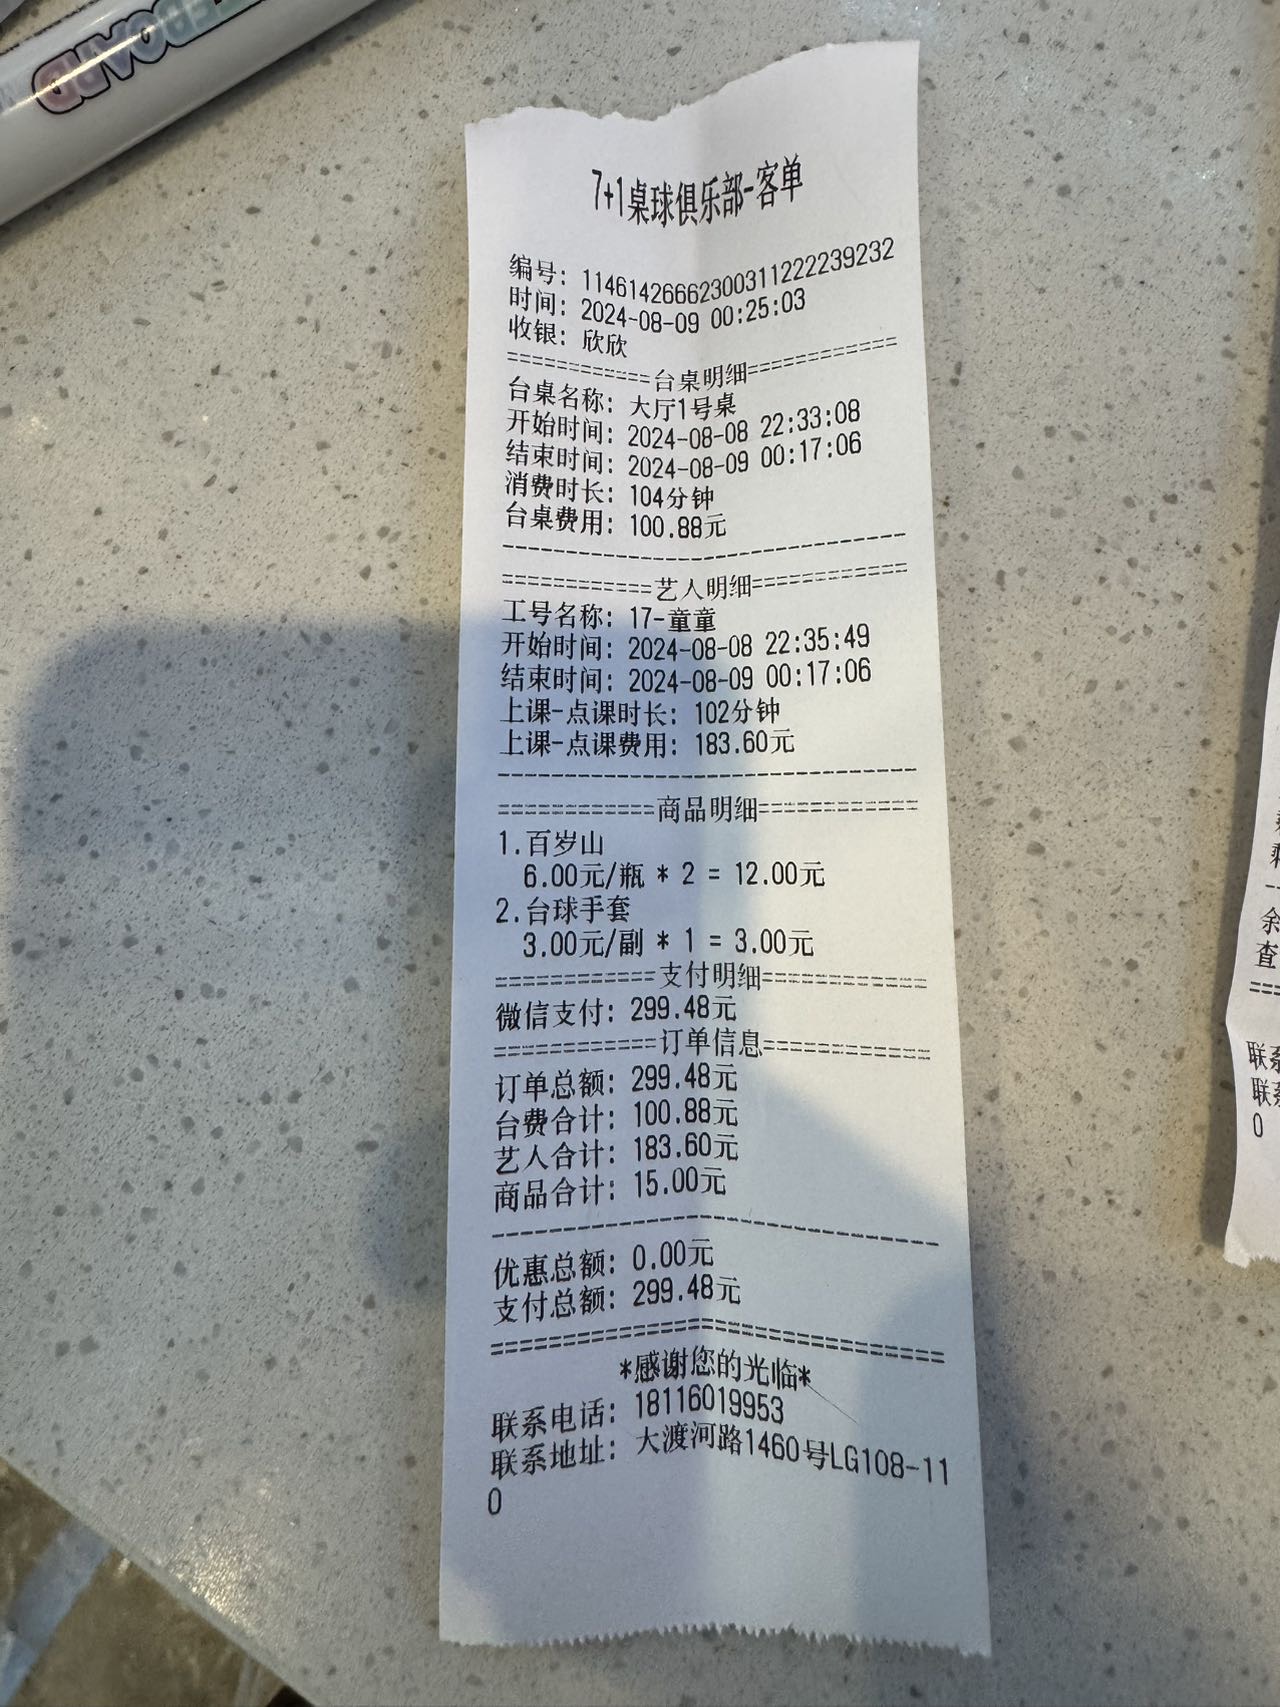 7+1桌球俱乐部-客单
编号: 1146142666230031122223​9232
时间: 2024-08-09 00:25:03
收银: 欣欣
============台桌明细============
台桌名称: 大厅1号桌
开始时间: 2024-08-08 22:33:08
结束时间: 2024-08-09 00:17:06
消费时长: 104分钟
台桌费用: 100.88元
--------------------------------
============艺人明细============
工号名称: 17-童童
开始时间: 2024-08-08 22:35:49
结束时间: 2024-08-09 00:17:06
上课-点课时长: 102分钟
上课-点课费用: 183.60元
--------------------------------
============商品明细============
1.百岁山
6.00元/瓶 * 2 = 12.00元
2.台球手套
3.00元/副 * 1 = 3.00元
============支付明细============
微信支付: 299.48元
============订单信息============
订单总额: 299.48元
台费合计: 100.88元
艺人合计: 183.60元
商品合计: 15.00元
--------------------------------
优惠总额: 0.00元
支付总额: 299.48元
================================
*感谢您的光临*
联系电话: 18116019953
联系地址: 大渡河路1460号LG108-11
0
余
查
===
联系
联系
0